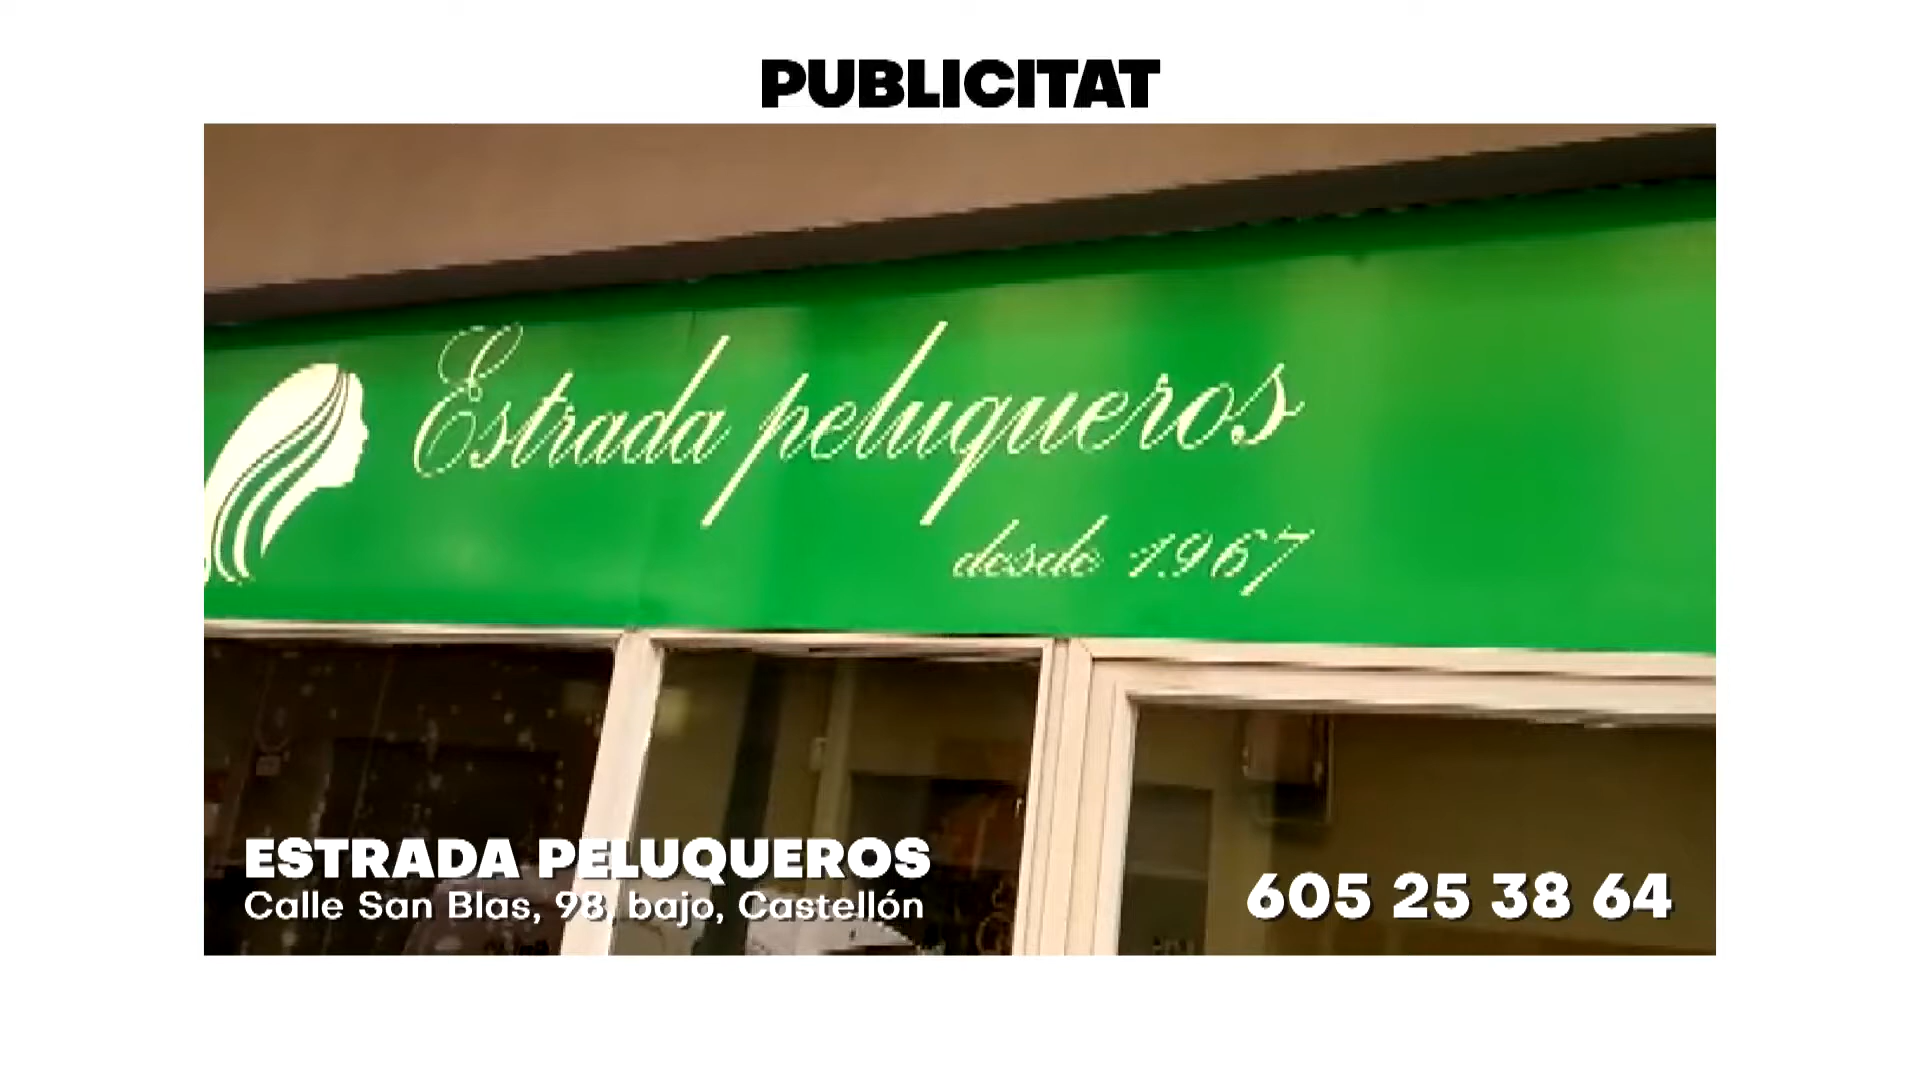 PUBLICITAT
Estrada peluqueros
desde 1967
ESTRADA PELUQUEROS
Calle San Blas, 98, bajo, Castellón
605 25 38 64